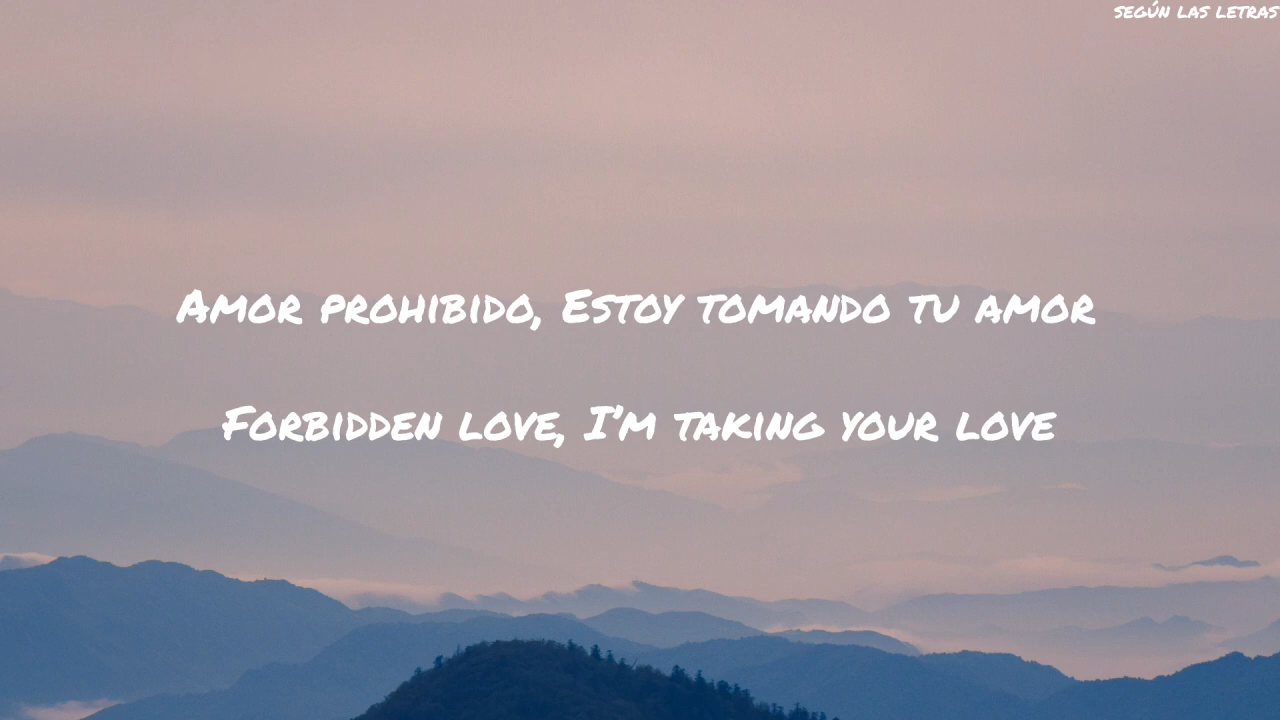 SEGÚN LAS LETRAS
AMOR PROHIBIDO, ESTOY TOMANDO TU AMOR
FORBIDDEN LOVE, I'M TAKING YOUR LOVE